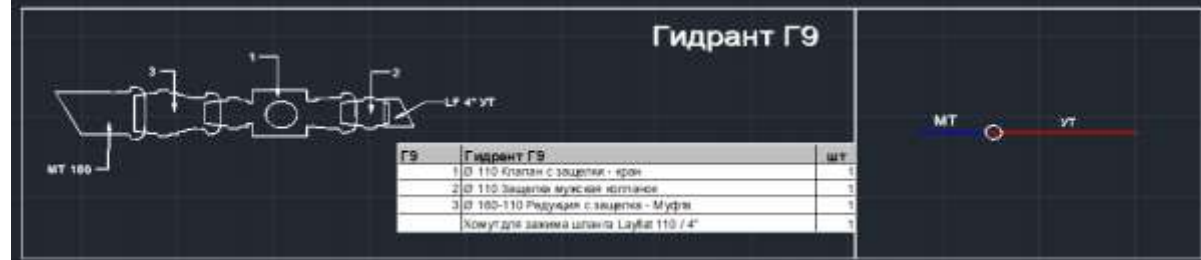 Гидрант Г9
1
3
2
LF 4" УТ
МТ 160
МТ
УТ
Г9 Гидрант Г9 шт
1 Ø 110 Клапан с защелки - кран 1
2 Ø 110 Защелка мужская колпачок 1
3 Ø 160-110 Редукция с защелка - Муфта 1
Хомут для зажима шланга Layflat 110 / 4" 1